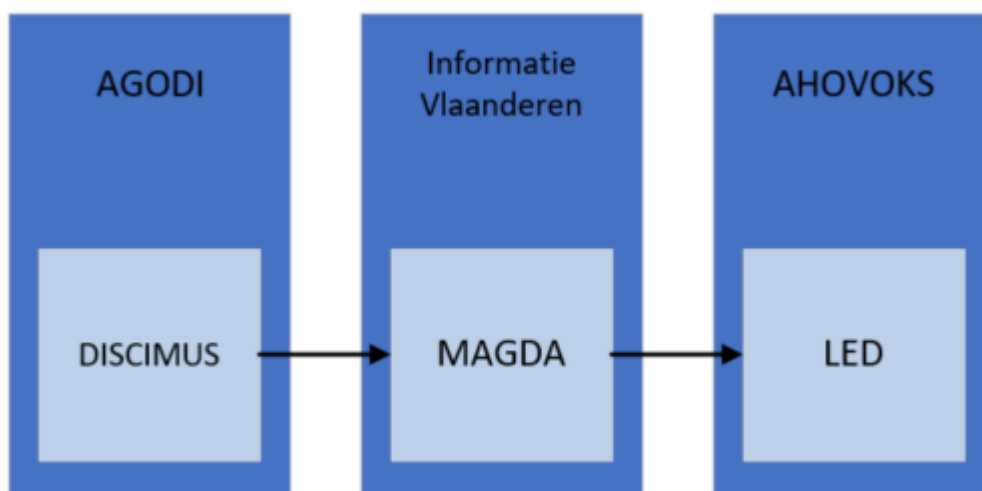 AGODI
Informatie
Vlaanderen
AHOVOKS
DISCIMUS
MAGDA
LED